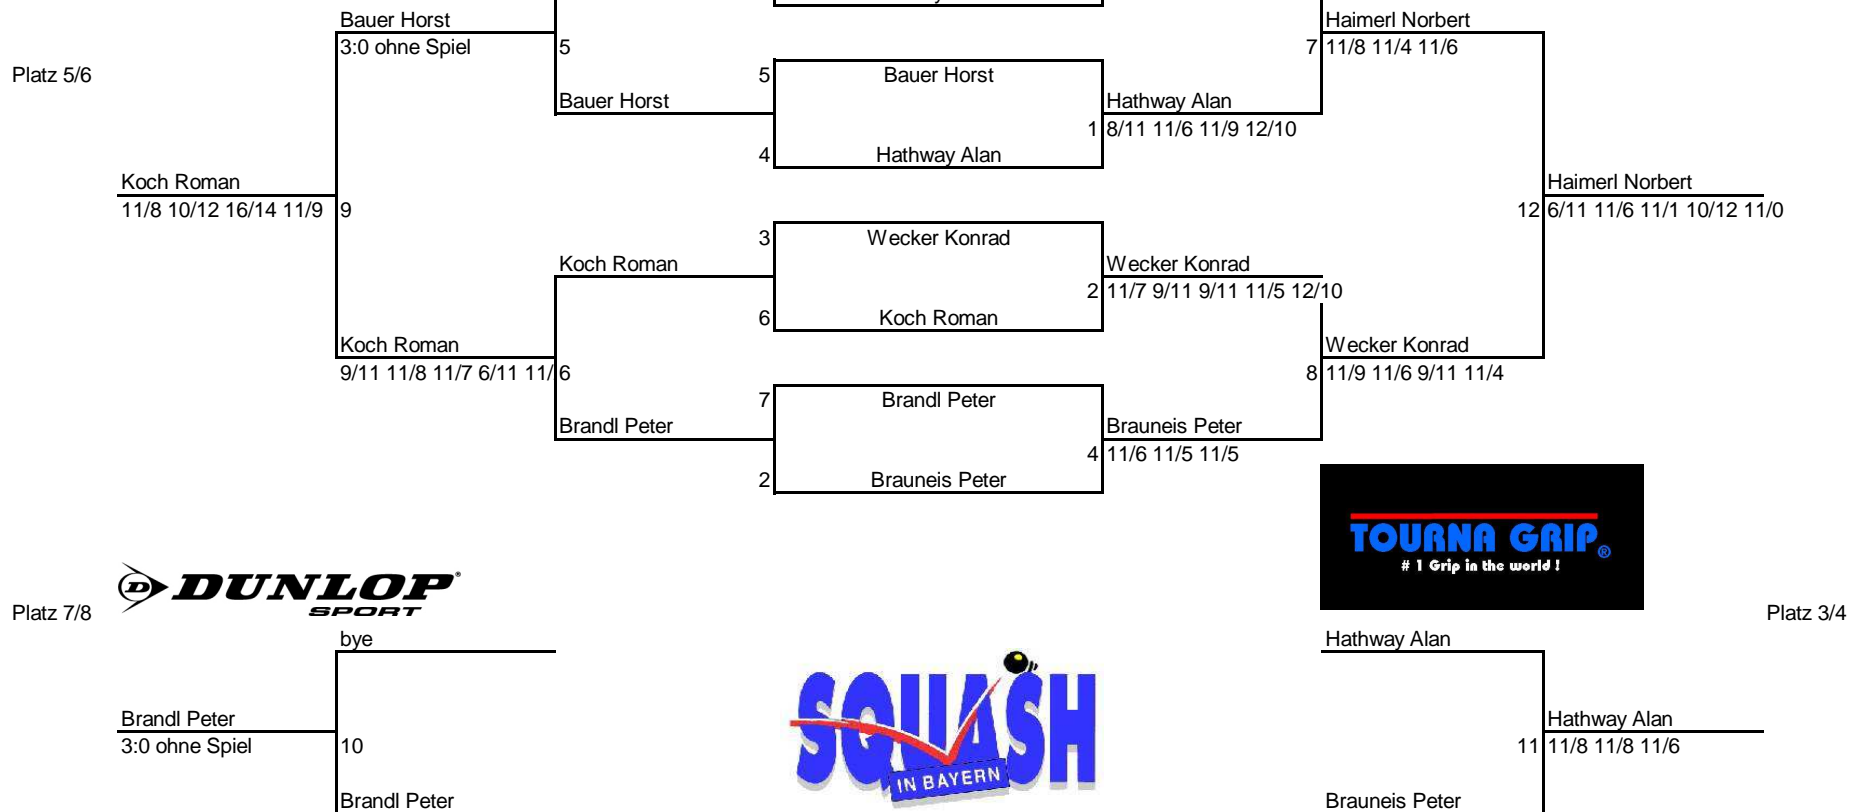 Bauer Horst
Haimerl Norbert
3:0 ohne Spiel
5
7
11/8 11/4 11/6
Platz 5/6
5
Bauer Horst
Bauer Horst
Hathway Alan
1
8/11 11/6 11/9 12/10
4
Hathway Alan
Koch Roman
Haimerl Norbert
11/8 10/12 16/14 11/9
9
12
6/11 11/6 11/1 10/12 11/0
3
Wecker Konrad
Koch Roman
Wecker Konrad
2
11/7 9/11 9/11 11/5 12/10
6
Koch Roman
Koch Roman
Wecker Konrad
9/11 11/8 11/7 6/11 11/
6
8
11/9 11/6 9/11 11/4
7
Brandl Peter
Brandl Peter
Brauneis Peter
4
11/6 11/5 11/5
2
Brauneis Peter
TOURNA GRIP®
# 1 Grip in the world !
D DUNLOP
SPORT
Platz 7/8
Platz 3/4
bye
Hathway Alan
SQUASH
IN BAYERN
Brandl Peter
Hathway Alan
3:0 ohne Spiel
10
11
11/8 11/8 11/6
Brandl Peter
Brauneis Peter